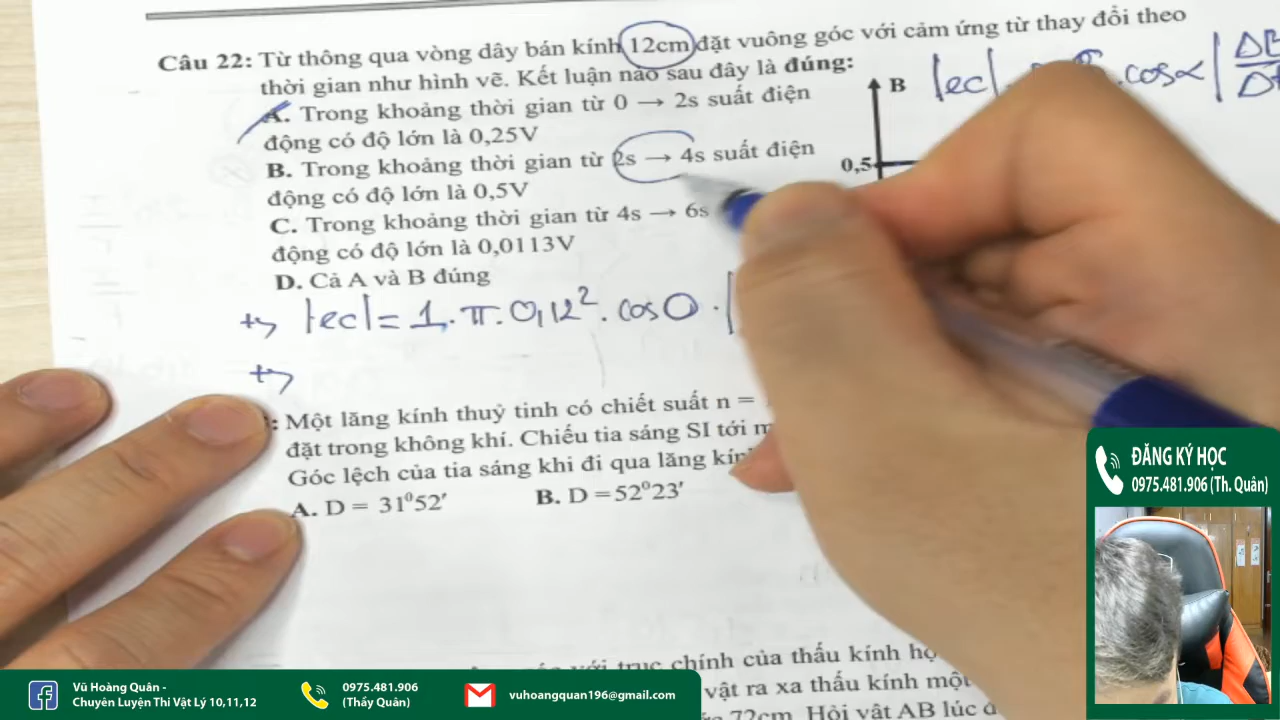 Câu 22: Từ thông qua vòng dây bán kính 12cm đặt vuông góc với cảm ứng từ thay đổi theo
thời gian như hình vẽ. Kết luận nào sau đây là đúng:
A. Trong khoảng thời gian từ 0 → 2s suất điện
động có độ lớn là 0,25V
B. Trong khoảng thời gian từ 2s → 4s suất điện
động có độ lớn là 0,5V
C. Trong khoảng thời gian từ 4s → 6s
động có độ lớn là 0,0113V
D. Cả A và B đúng
B
0,5
|ec| . cosα |ΔB
+> |ec| = 1.π.0,12². cos0 . |
+>
: Một lăng kính thuỷ tinh có chiết suất n =
đặt trong không khí. Chiếu tia sáng SI tới
Góc lệch của tia sáng khi đi qua lăng kính
A. D = 31⁰52′ B. D = 52⁰23′
với trục chính của thấu kính
vật ra xa thấu kính một
72cm. Hỏi vật AB lúc
ĐĂNG KÝ HỌC
0975.481.906 (Th. Quân)
Vũ Hoàng Quân -
Chuyên Luyện Thi Vật Lý 10,11,12
0975.481.906
(Thầy Quân)
vuhoangquan196@gmail.com